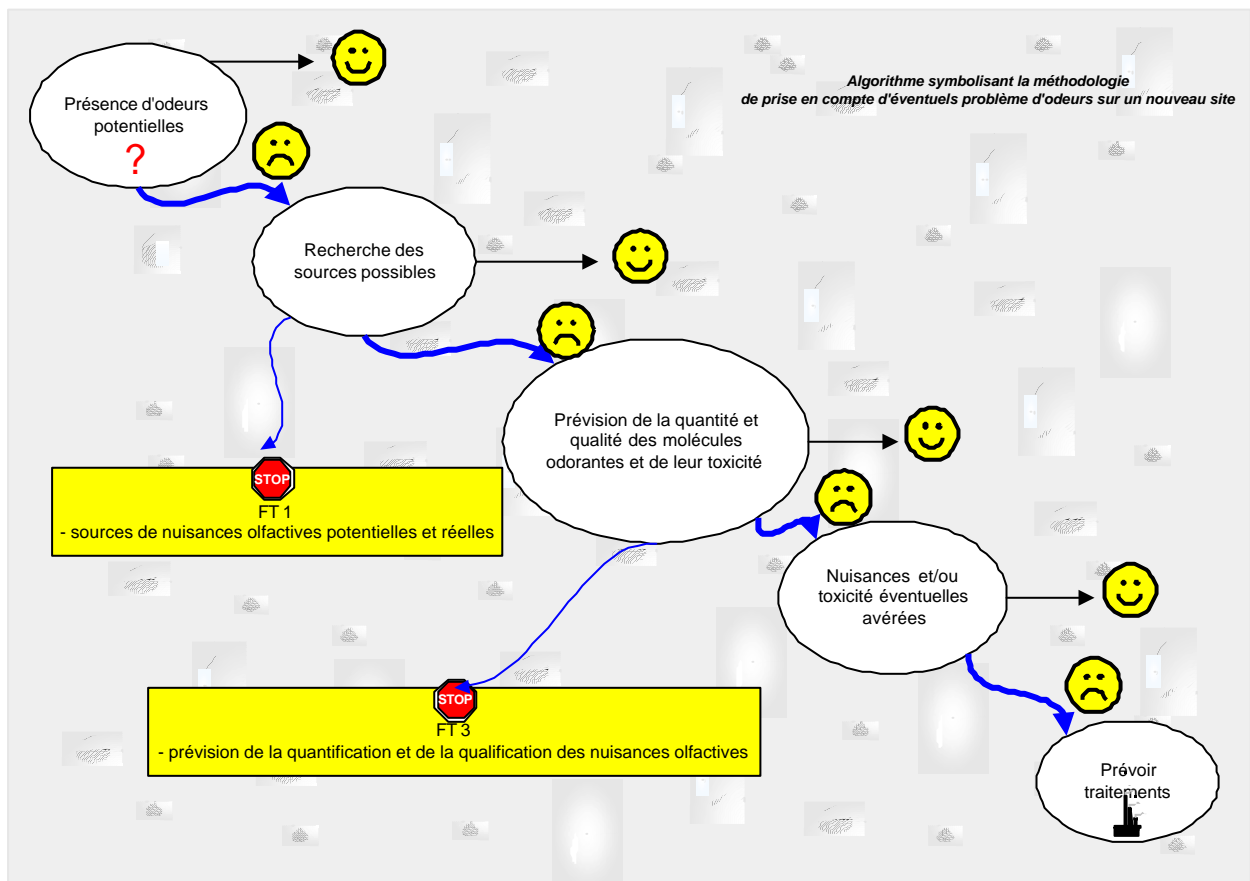 Algorithme symbolisant la méthodologie
de prise en compte d'éventuels problème d'odeurs sur un nouveau site
Présence d'odeurs
potentielles
?
Recherche des
sources possibles
Prévision de la quantité et
qualité des molécules
odorantes et de leur toxicité
STOP
FT 1
- sources de nuisances olfactives potentielles et réelles
Nuisances et/ou
toxicité éventuelles
avérées
STOP
FT 3
- prévision de la quantification et de la qualification des nuisances olfactives
Prévoir
traitements